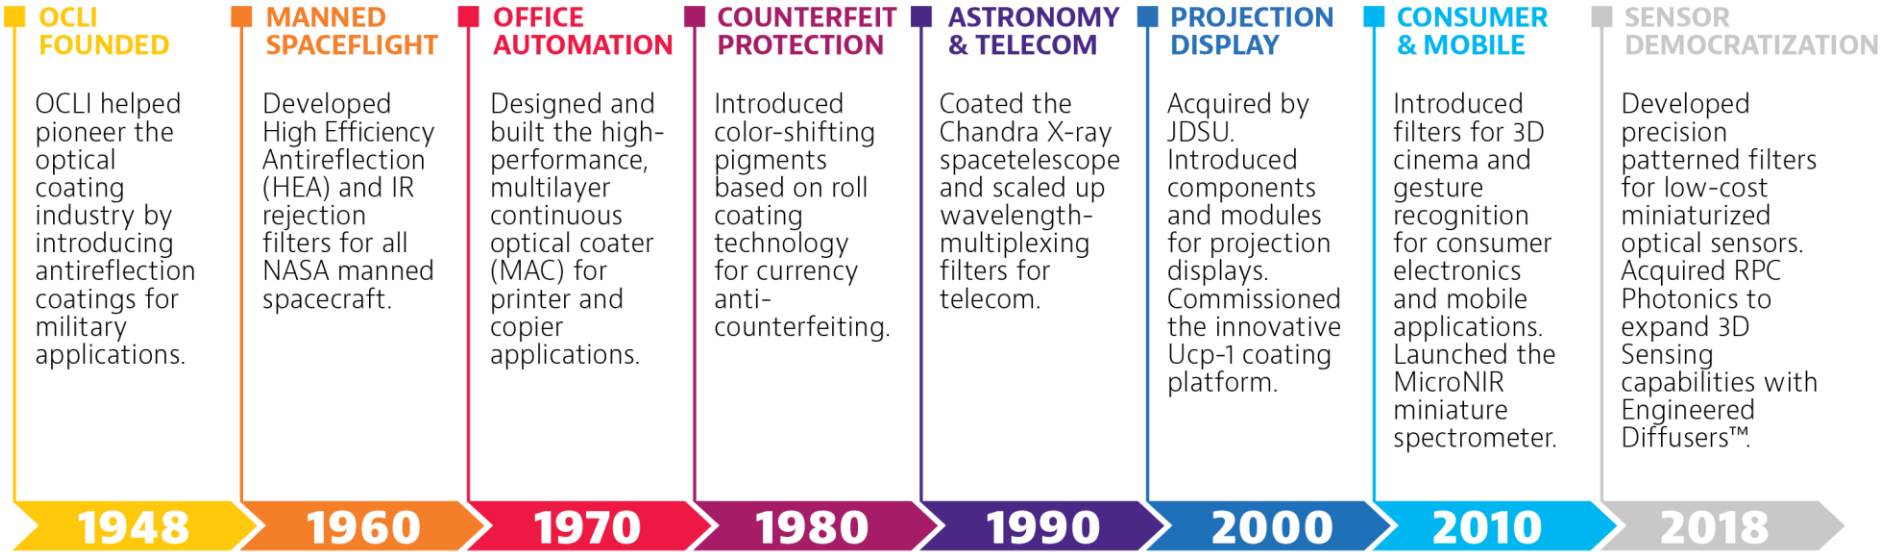 OCLI
FOUNDED
OCLI helped
pioneer the
optical
coating
industry by
introducing
antireflection
coatings for
military
applications.
1948
MANNED
SPACEFLIGHT
Developed
High Efficiency
Antireflection
(HEA) and IR
rejection
filters for all
NASA manned
spacecraft.
1960
OFFICE
AUTOMATION
Designed and
built the high-
performance,
multilayer
continuous
optical coater
(MAC) for
printer and
copier
applications.
1970
COUNTERFEIT
PROTECTION
Introduced
color-shifting
pigments
based on roll
coating
technology
for currency
anti-
counterfeiting.
1980
ASTRONOMY
& TELECOM
Coated the
Chandra X-ray
spacetelescope
and scaled up
wavelength-
multiplexing
filters for
telecom.
1990
PROJECTION
DISPLAY
Acquired by
JDSU.
Introduced
components
and modules
for projection
displays.
Commissioned
the innovative
Ucp-1 coating
platform.
2000
CONSUMER
& MOBILE
Introduced
filters for 3D
cinema and
gesture
recognition
for consumer
electronics
and mobile
applications.
Launched the
MicroNIR
miniature
spectrometer.
2010
SENSOR
DEMOCRATIZATION
Developed
precision
patterned filters
for low-cost
miniaturized
optical sensors.
Acquired RPC
Photonics to
expand 3D
Sensing
capabilities with
Engineered
Diffusers™.
2018